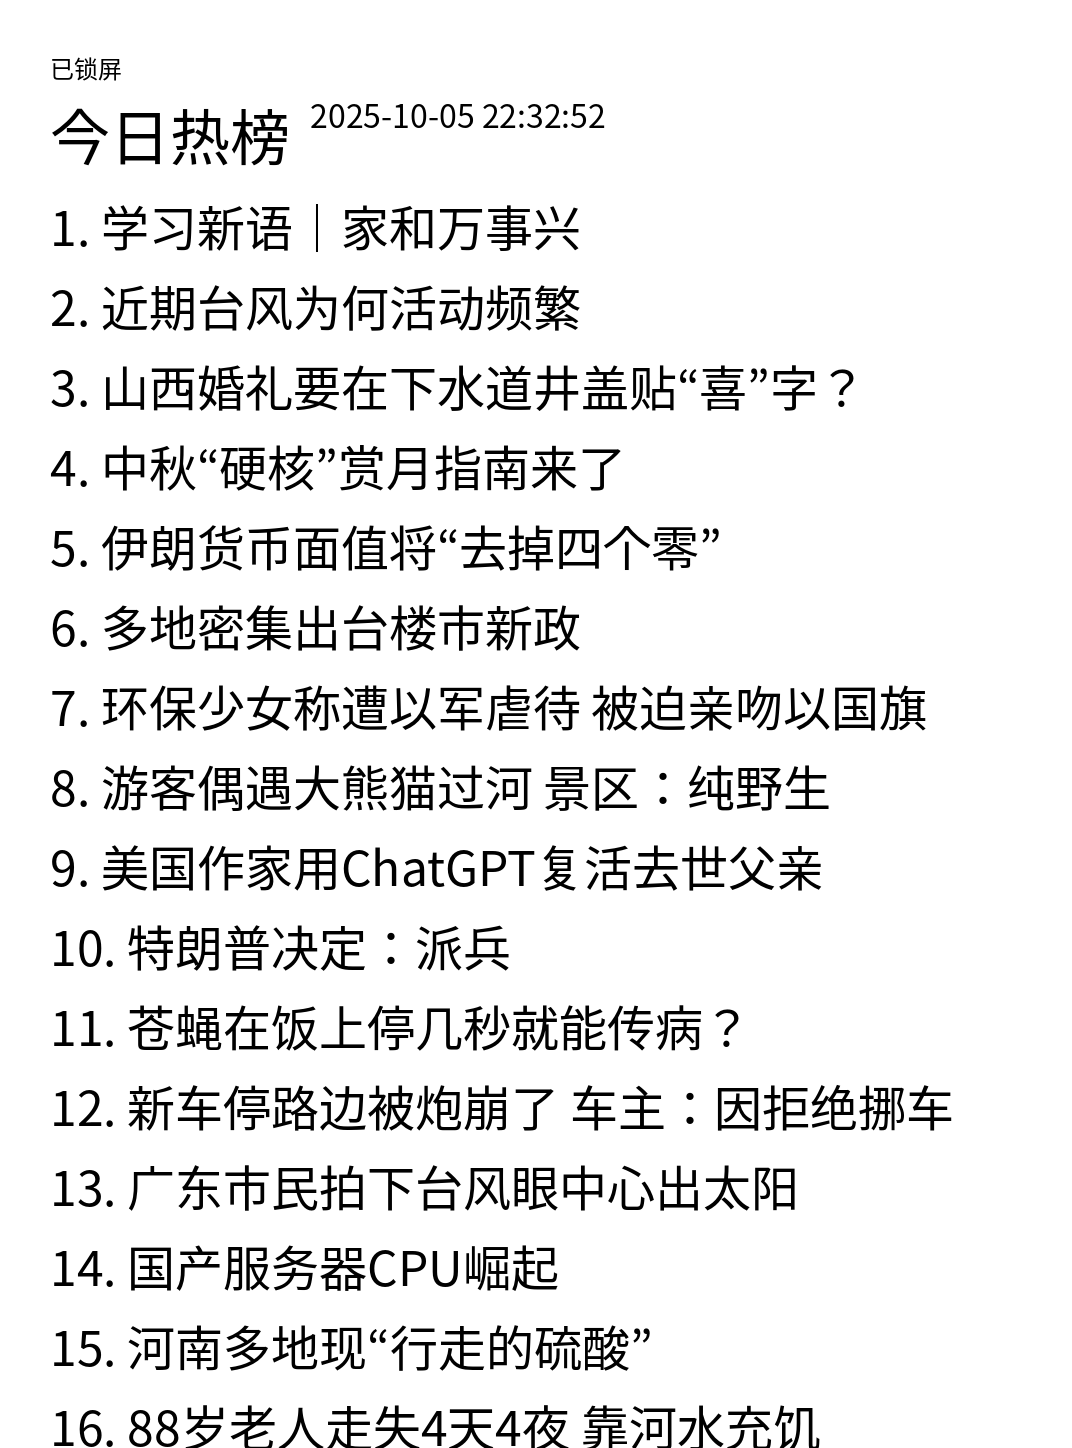 已锁屏
今日热榜 2025-10-05 22:32:52
1. 学习新语｜家和万事兴
2. 近期台风为何活动频繁
3. 山西婚礼要在下水道井盖贴“喜”字？
4. 中秋“硬核”赏月指南来了
5. 伊朗货币面值将“去掉四个零”
6. 多地密集出台楼市新政
7. 环保少女称遭以军虐待 被迫亲吻以国旗
8. 游客偶遇大熊猫过河 景区：纯野生
9. 美国作家用ChatGPT复活去世父亲
10. 特朗普决定：派兵
11. 苍蝇在饭上停几秒就能传病？
12. 新车停路边被炮崩了 车主：因拒绝挪车
13. 广东市民拍下台风眼中心出太阳
14. 国产服务器CPU崛起
15. 河南多地现“行走的硫酸”
16. 88岁老人走失4天4夜 靠河水充饥